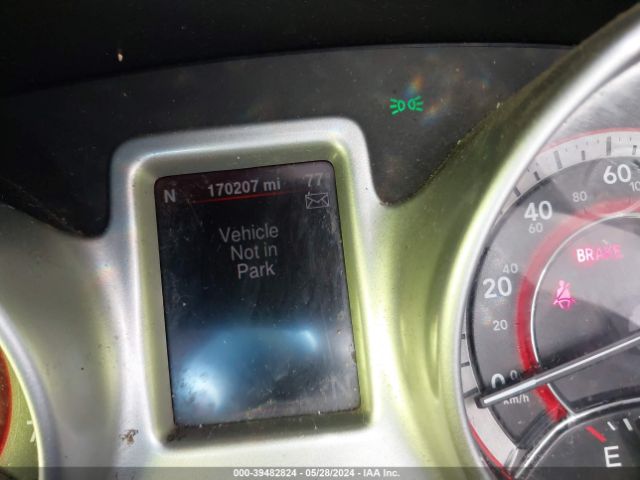 N 170207 mi 77
Vehicle
Not in
Park
60
40
80
60
BRAKE
40
20
20
0
0
km/h
E
000-39482824 | 05/28/2024 | IAA Inc.